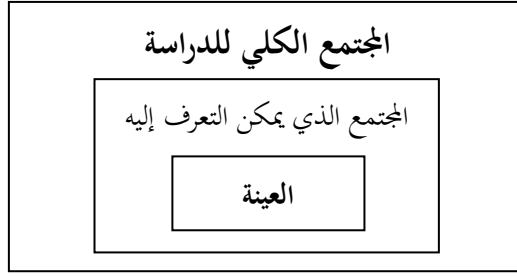 المجتمع الكلي للدراسة
المجتمع الذي يمكن التعرف إليه
العينة